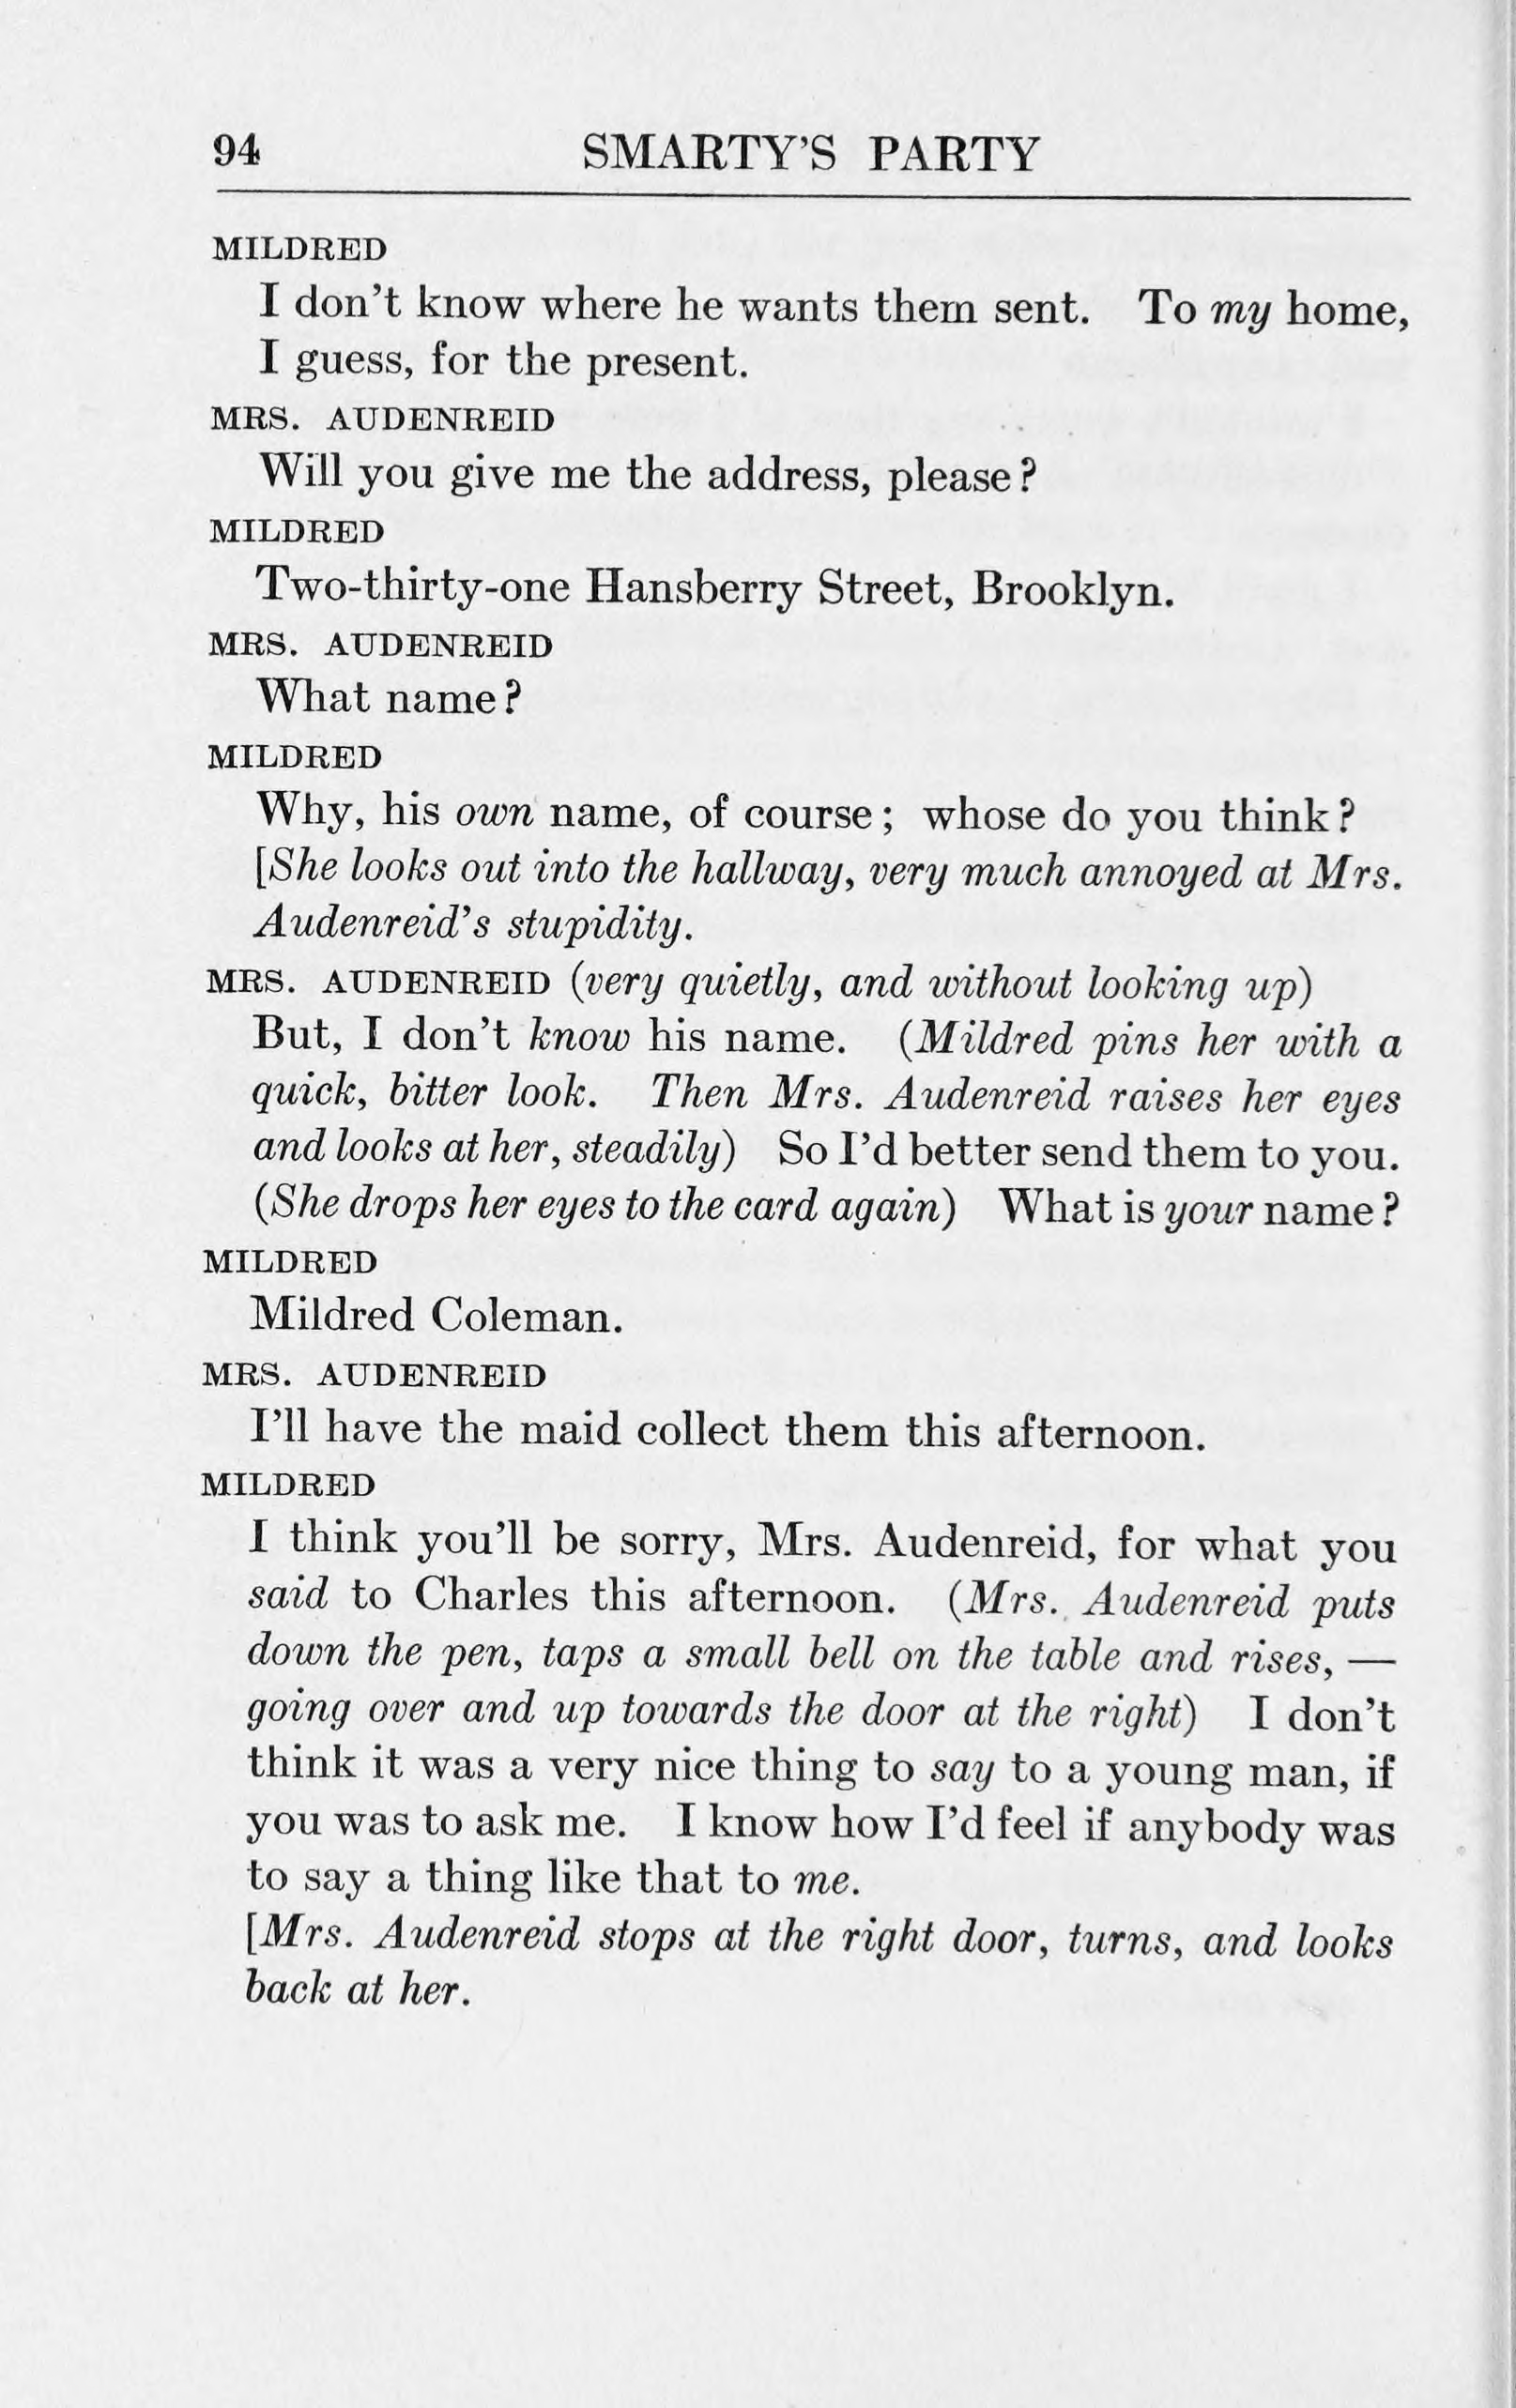 94 SMARTY'S PARTY
MILDRED
I don't know where he wants them sent. To my home,
I guess, for the present.
MRS. AUDENREID
Will you give me the address, please?
MILDRED
Two-thirty-one Hansberry Street, Brooklyn.
MRS. AUDENREID
What name?
MILDRED
Why, his own name, of course; whose do you think?
[She looks out into the hallway, very much annoyed at Mrs.
Audenreid's stupidity.
MRS. AUDENREID (very quietly, and without looking up)
But, I don't know his name. (Mildred pins her with a
quick, bitter look. Then Mrs. Audenreid raises her eyes
and looks at her, steadily) So I'd better send them to you.
(She drops her eyes to the card again) What is your name?
MILDRED
Mildred Coleman.
MRS. AUDENREID
I'll have the maid collect them this afternoon.
MILDRED
I think you'll be sorry, Mrs. Audenreid, for what you
said to Charles this afternoon. (Mrs. Audenreid puts
down the pen, taps a small bell on the table and rises, —
going over and up towards the door at the right) I don't
think it was a very nice thing to say to a young man, if
you was to ask me. I know how I'd feel if anybody was
to say a thing like that to me.
[Mrs. Audenreid stops at the right door, turns, and looks
back at her.